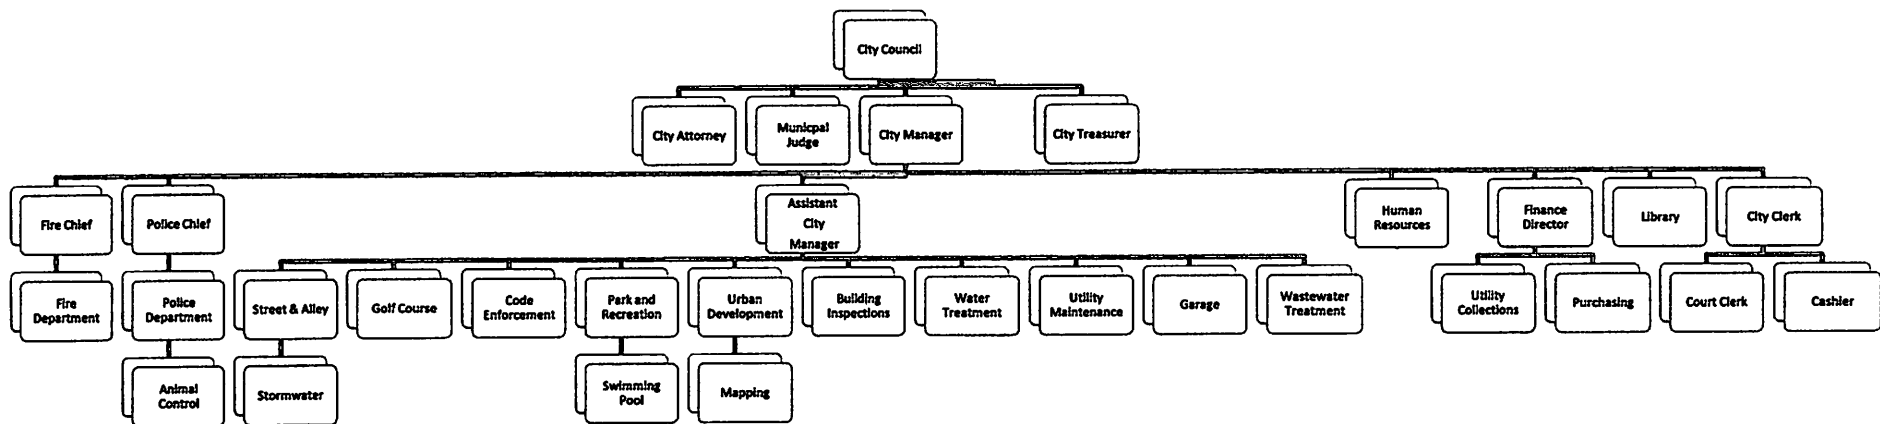 City Council
City Attorney
Municpal
Judge
City Manager
City Treasurer
Fire Chief
Police Chief
Assistant
City
Manager
Human
Resources
Finance
Director
Library
City Clerk
Fire
Department
Police
Department
Street & Alley
Golf Course
Code
Enforcement
Park and
Recreation
Urban
Development
Building
Inspections
Water
Treatment
Utility
Maintenance
Garage
Wastewater
Treatment
Utility
Collections
Purchasing
Court Clerk
Cashier
Animal
Control
Stormwater
Swimming
Pool
Mapping